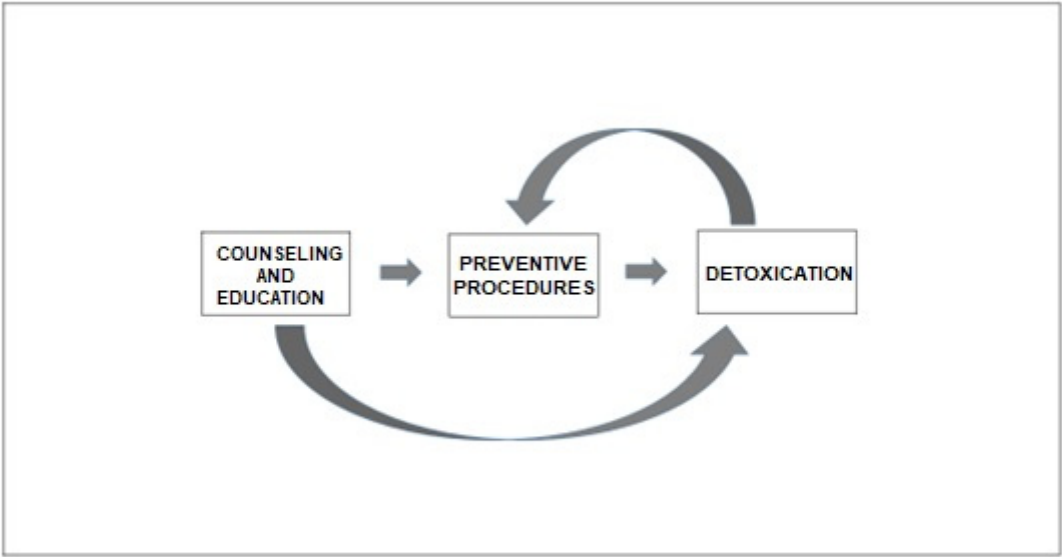 COUNSELING
AND
EDUCATION
PREVENTIVE
PROCEDURES
DETOXICATION